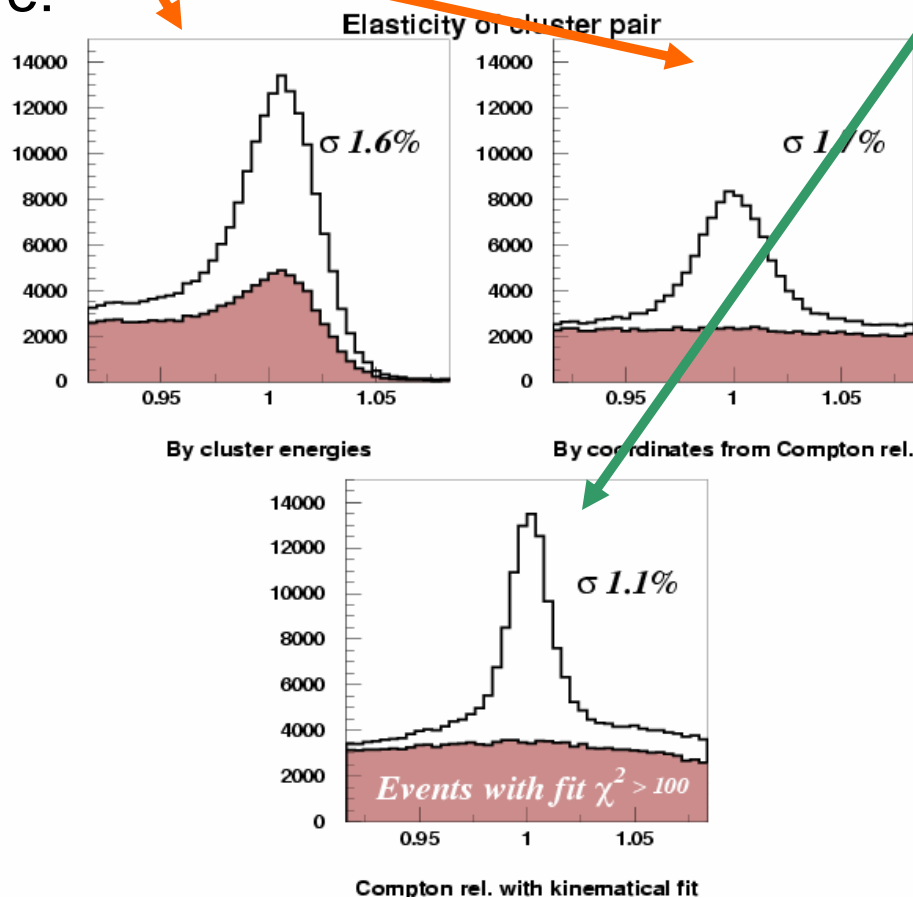 Elasticity of cluster pair
14000
12000
10000
8000
6000
4000
2000
0
σ 1.6%
0.95 1 1.05
By cluster energies
14000
12000
10000
8000
6000
4000
2000
0
σ 1.7%
0.95 1 1.05
By coordinates from Compton rel.
14000
12000
10000
8000
6000
4000
2000
0
σ 1.1%
Events with fit χ² > 100
0.95 1 1.05
Compton rel. with kinematical fit